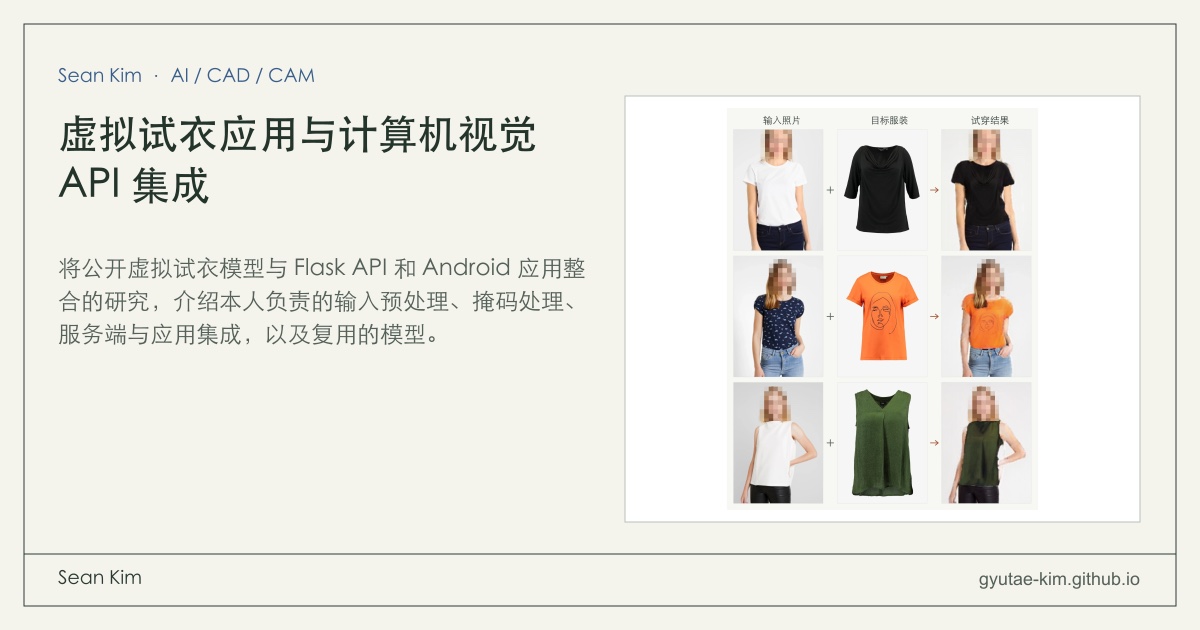 Sean Kim · AI / CAD / CAM
虚拟试衣应用与计算机视觉
API 集成
将公开虚拟试衣模型与 Flask API 和 Android 应用整
合的研究，介绍本人负责的输入预处理、掩码处理、
服务端与应用集成，以及复用的模型。
输入照片 目标服装 试穿结果
+ →
+ →
+ →
Sean Kim
gyutae-kim.github.io